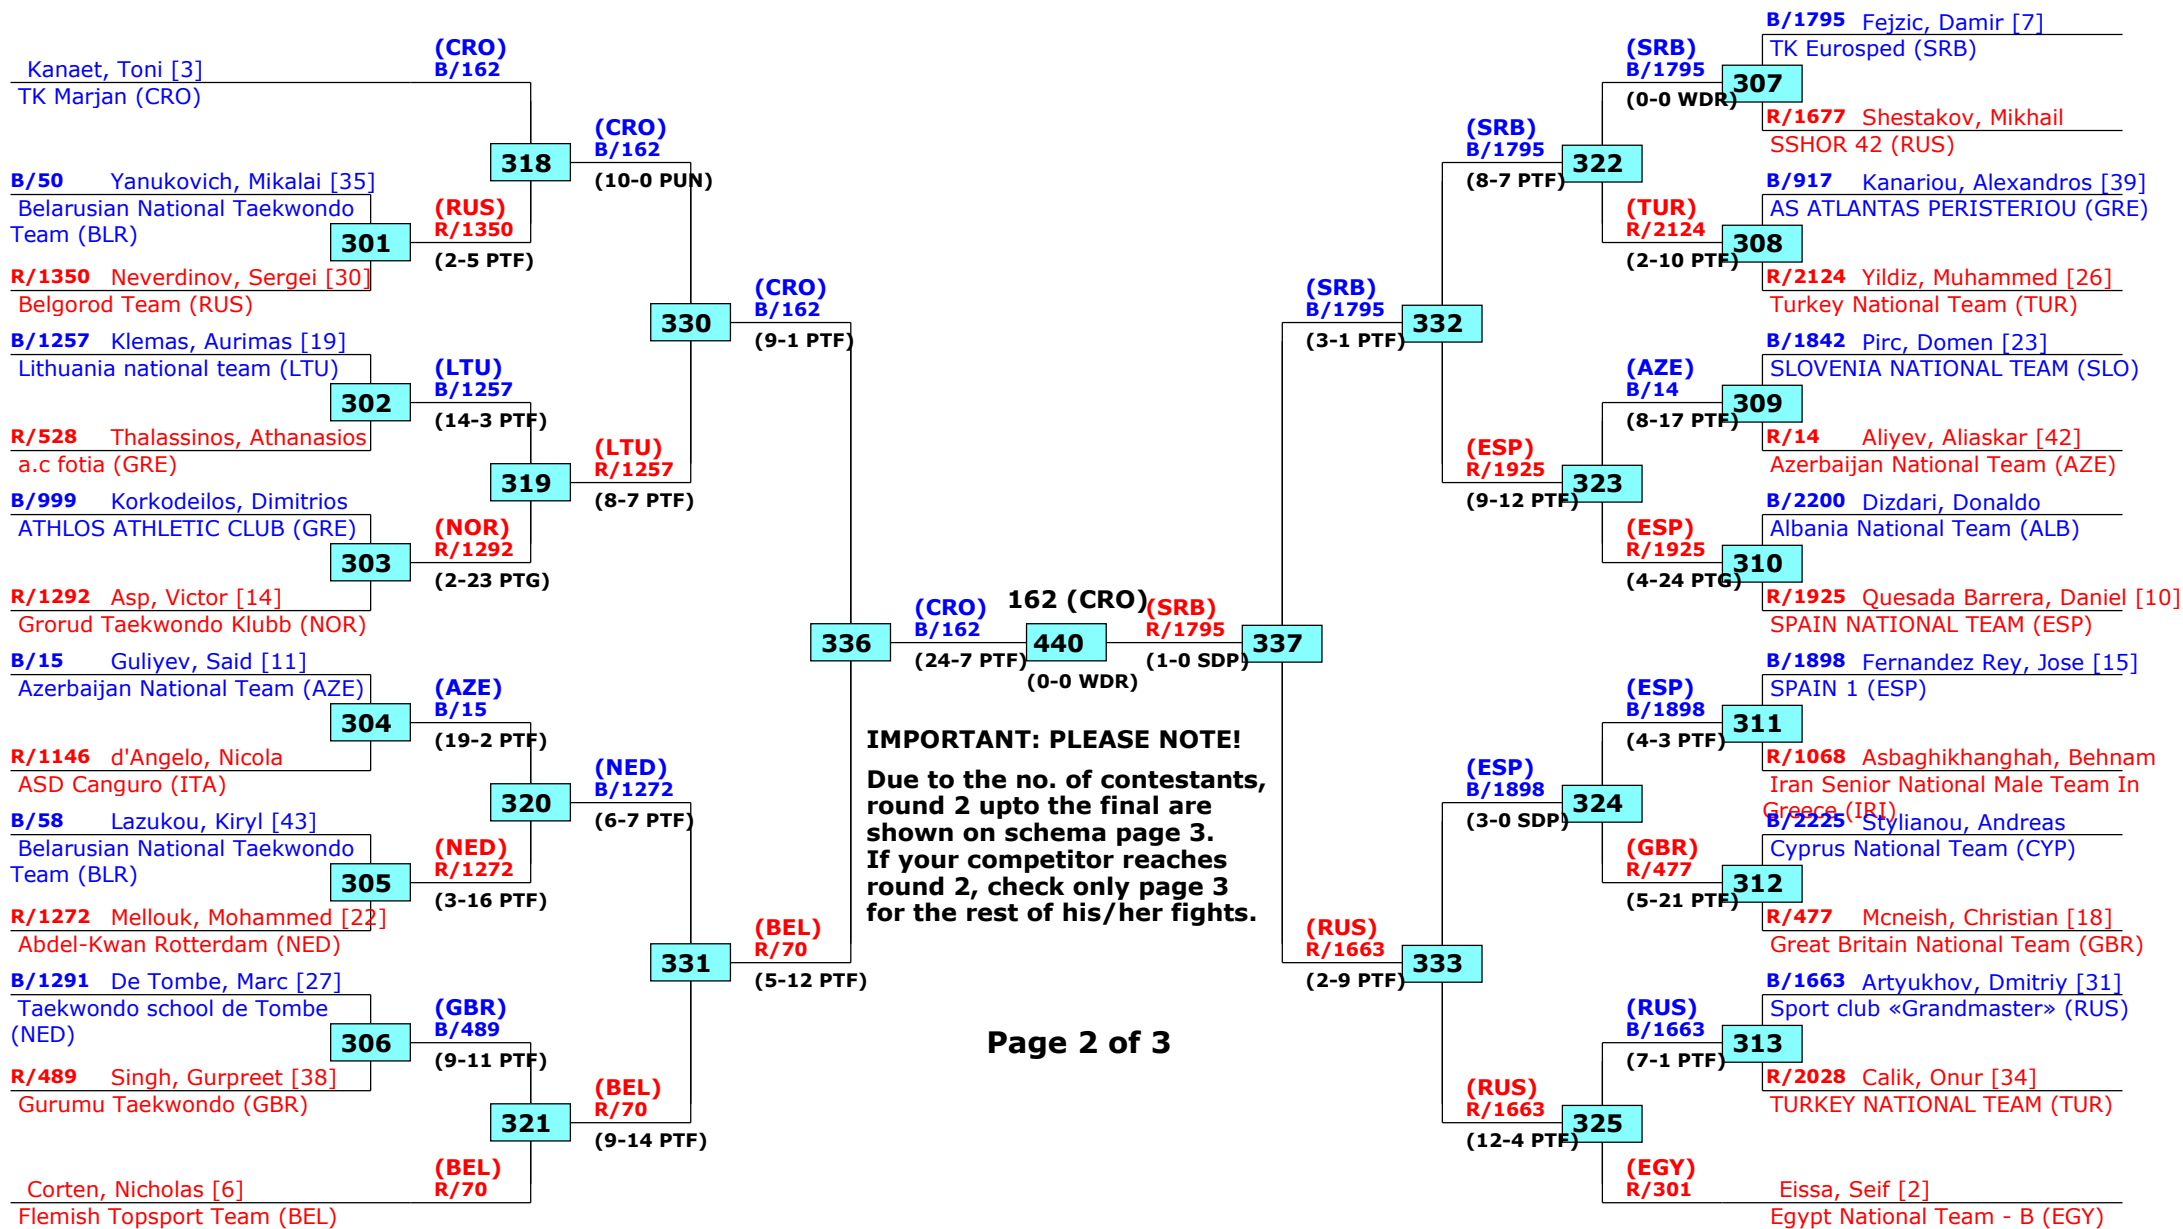 Kanaet, Toni [3]
TK Marjan (CRO)
B/50 Yanukovich, Mikalai [35]
Belarusian National Taekwondo
Team (BLR)
301
R/1350 Neverdinov, Sergei [30]
Belgorod Team (RUS)
B/1257 Klemas, Aurimas [19]
Lithuania national team (LTU)
302
R/528 Thalassinos, Athanasios
a.c fotia (GRE)
B/999 Korkodeilos, Dimitrios
ATHLOS ATHLETIC CLUB (GRE)
303
R/1292 Asp, Victor [14]
Grorud Taekwondo Klubb (NOR)
B/15 Guliyev, Said [11]
Azerbaijan National Team (AZE)
304
R/1146 d'Angelo, Nicola
ASD Canguro (ITA)
B/58 Lazukou, Kiryl [43]
Belarusian National Taekwondo
Team (BLR)
305
R/1272 Mellouk, Mohammed [22]
Abdel-Kwan Rotterdam (NED)
B/1291 De Tombe, Marc [27]
Taekwondo school de Tombe
(NED)
306
R/489 Singh, Gurpreet [38]
Gurumu Taekwondo (GBR)
Corten, Nicholas [6]
Flemish Topsport Team (BEL)
(CRO)
B/162
318
(RUS)
R/1350
(2-5 PTF)
(LTU)
B/1257
(14-3 PTF)
319
(NOR)
R/1292
(2-23 PTG)
(AZE)
B/15
(19-2 PTF)
320
(NED)
R/1272
(3-16 PTF)
(GBR)
B/489
(9-11 PTF)
321
(BEL)
R/70
(CRO)
B/162
(10-0 PUN)
330
(LTU)
R/1257
(8-7 PTF)
(NED)
B/1272
(6-7 PTF)
331
(BEL)
R/70
(9-14 PTF)
(CRO)
B/162
(9-1 PTF)
336
(BEL)
R/70
(5-12 PTF)
(CRO)
B/162
(24-7 PTF)
162 (CRO)
440
(0-0 WDR)
(SRB)
R/1795
(1-0 SDP)
IMPORTANT: PLEASE NOTE!
Due to the no. of contestants,
round 2 upto the final are
shown on schema page 3.
If your competitor reaches
round 2, check only page 3
for the rest of his/her fights.
Page 2 of 3
(SRB)
B/1795
(3-1 PTF)
337
(RUS)
R/1663
(2-9 PTF)
(SRB)
B/1795
(8-7 PTF)
332
(ESP)
R/1925
(9-12 PTF)
(ESP)
B/1898
(3-0 SDP)
333
(RUS)
R/1663
(12-4 PTF)
(SRB)
B/1795
(0-0 WDR)
322
(TUR)
R/2124
(2-10 PTF)
(AZE)
B/14
(8-17 PTF)
323
(ESP)
R/1925
(4-24 PTG)
(ESP)
B/1898
(4-3 PTF)
324
(GBR)
R/477
(5-21 PTF)
(RUS)
B/1663
(7-1 PTF)
325
(EGY)
R/301
B/1795 Fejzic, Damir [7]
TK Eurosped (SRB)
307
R/1677 Shestakov, Mikhail
SSHOR 42 (RUS)
B/917 Kanariou, Alexandros [39]
AS ATLANTAS PERISTERIOU (GRE)
308
R/2124 Yildiz, Muhammed [26]
Turkey National Team (TUR)
B/1842 Pirc, Domen [23]
SLOVENIA NATIONAL TEAM (SLO)
309
R/14 Aliyev, Aliaskar [42]
Azerbaijan National Team (AZE)
B/2200 Dizdari, Donaldo
Albania National Team (ALB)
310
R/1925 Quesada Barrera, Daniel [10]
SPAIN NATIONAL TEAM (ESP)
B/1898 Fernandez Rey, Jose [15]
SPAIN 1 (ESP)
311
R/1068 Asbaghikhanghah, Behnam
Iran Senior National Male Team In
Greece (IRI)
B/2225 Stylianou, Andreas
Cyprus National Team (CYP)
312
R/477 Mcneish, Christian [18]
Great Britain National Team (GBR)
B/1663 Artyukhov, Dmitriy [31]
Sport club «Grandmaster» (RUS)
313
R/2028 Calik, Onur [34]
TURKEY NATIONAL TEAM (TUR)
Eissa, Seif [2]
Egypt National Team - B (EGY)